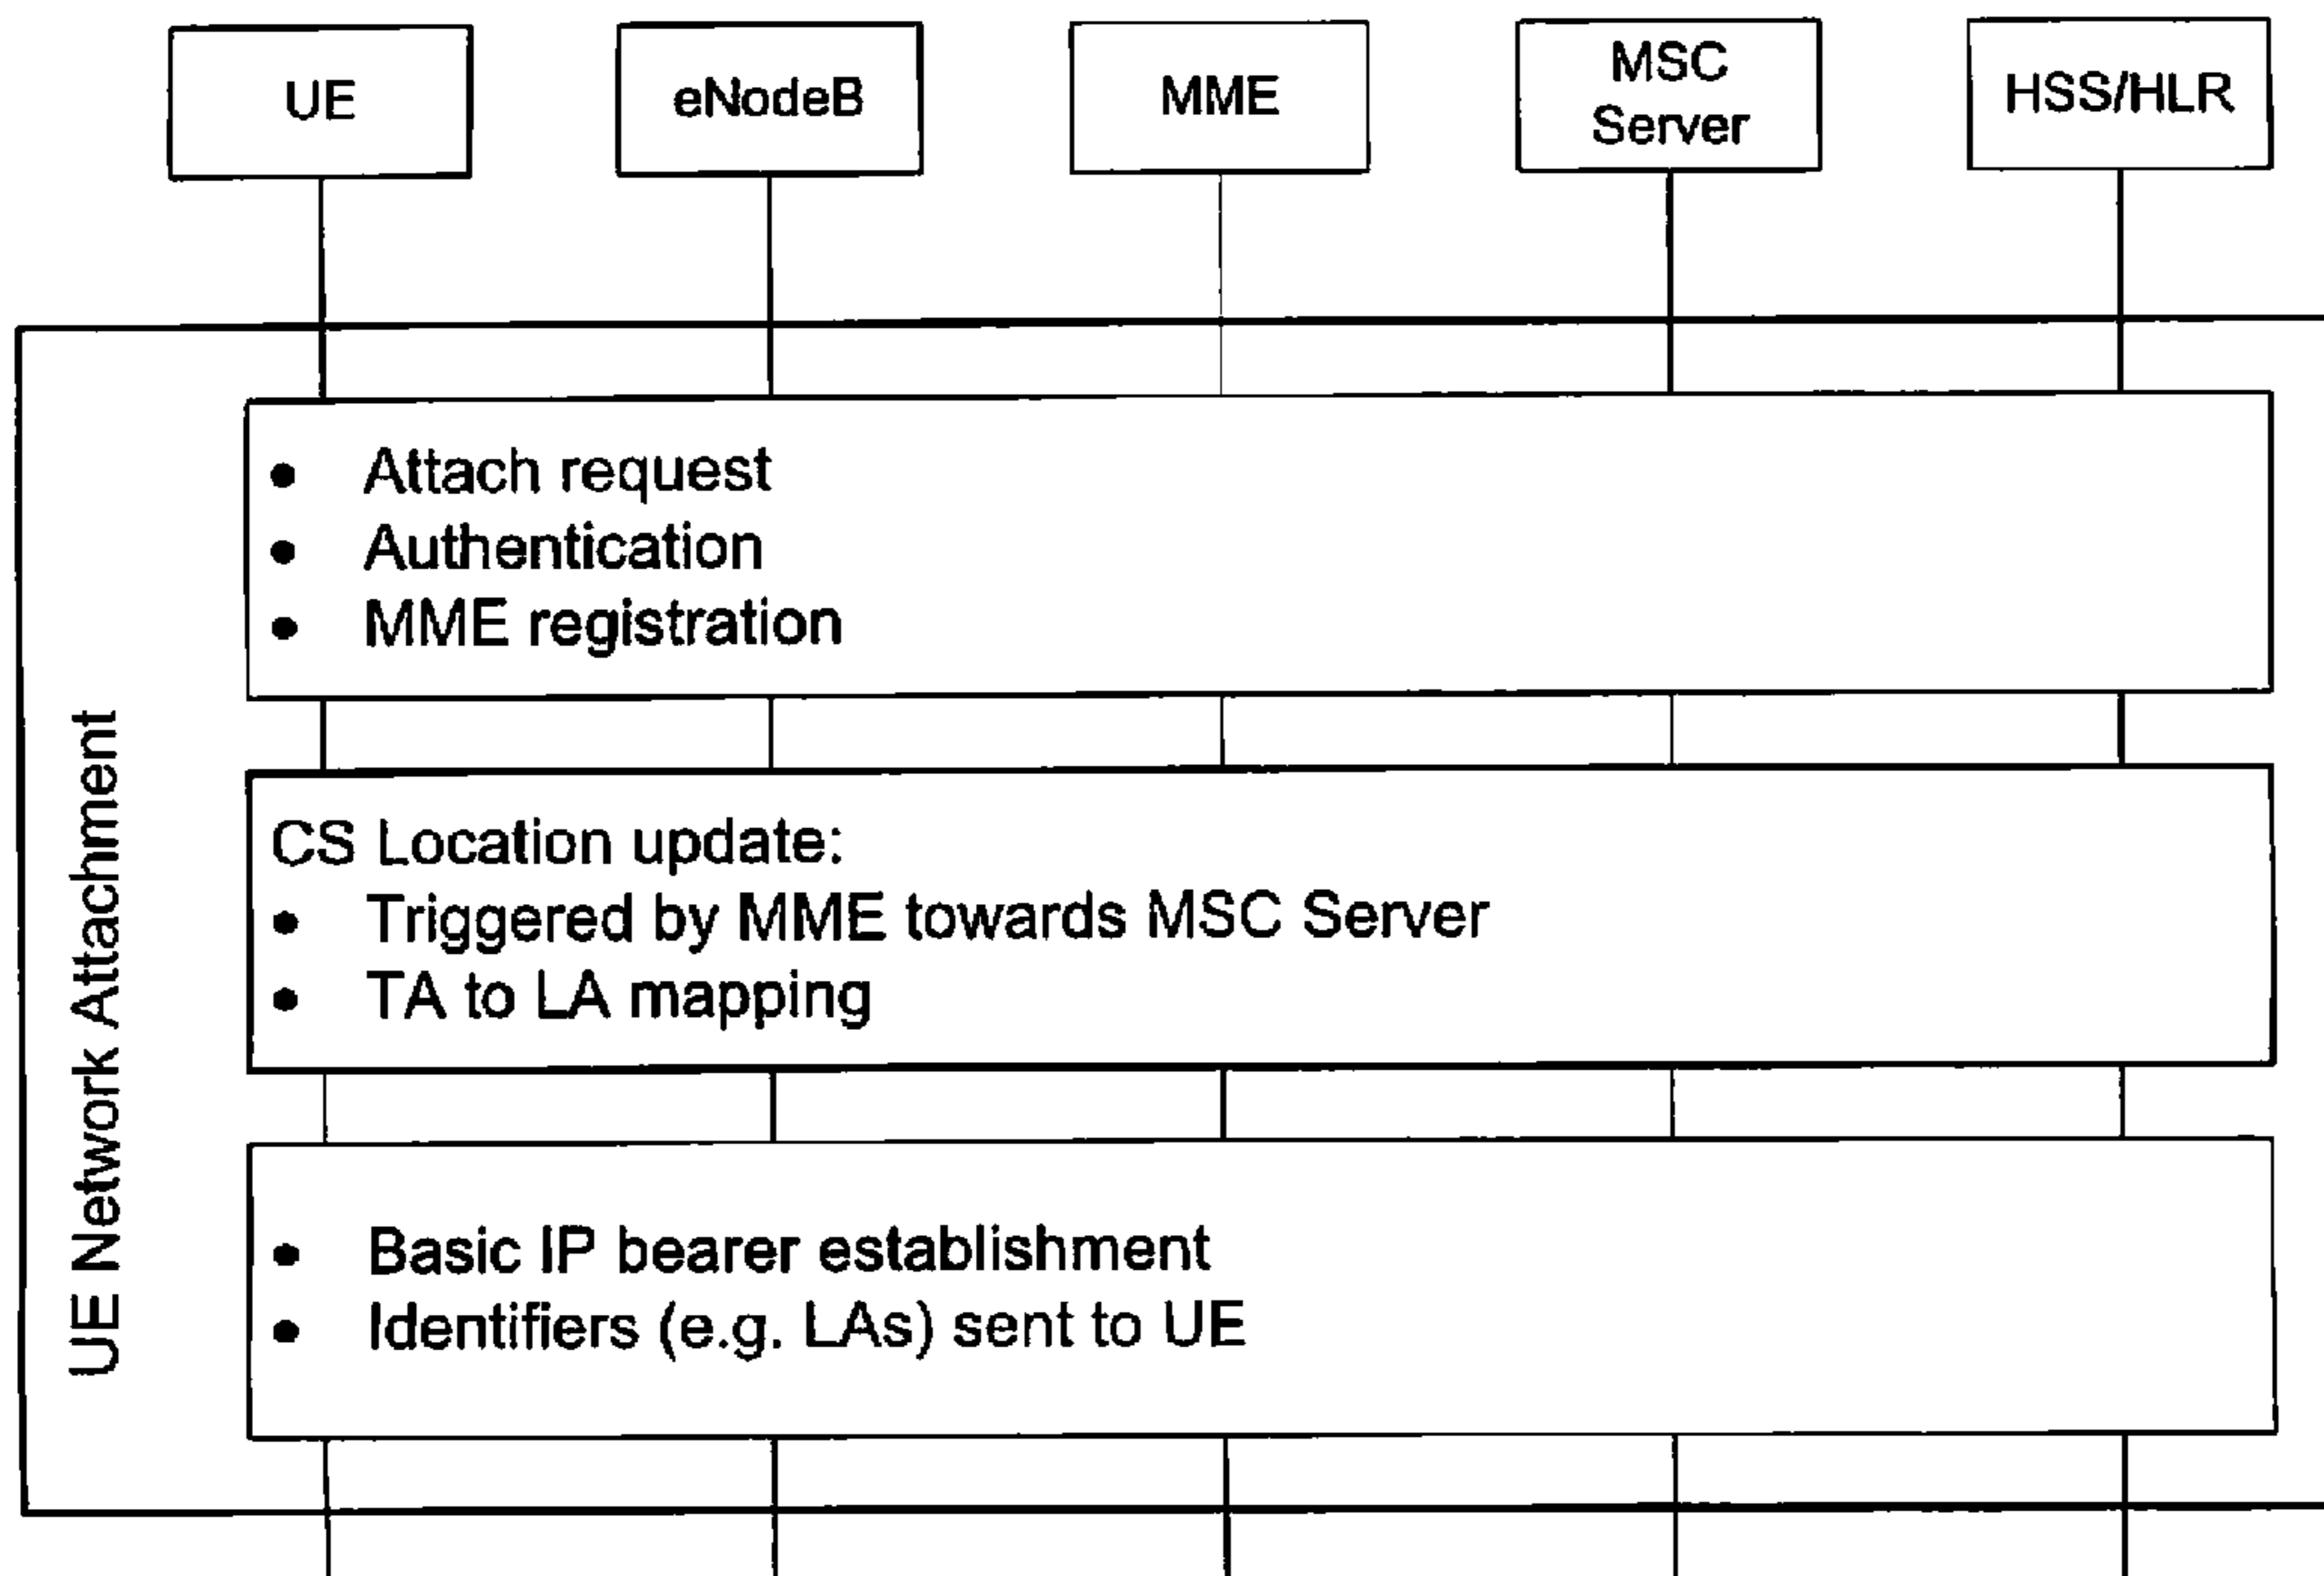 UE
eNodeB
MME
MSC
Server
HSS/HLR
UE Network Attachment
• Attach request
• Authentication
• MME registration
CS Location update:
• Triggered by MME towards MSC Server
• TA to LA mapping
• Basic IP bearer establishment
• Identifiers (e.g. LAs) sent to UE